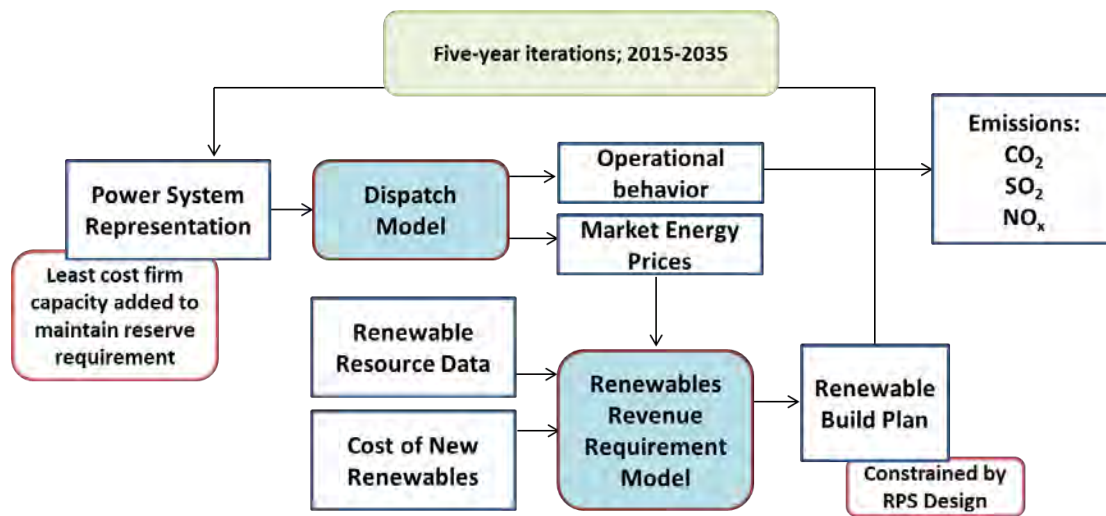 Five-year iterations; 2015-2035
Emissions:
CO₂
SO₂
NOₓ
Power System
Representation
Dispatch
Model
Operational
behavior
Market Energy
Prices
Least cost firm
capacity added to
maintain reserve
requirement
Renewable
Resource Data
Cost of New
Renewables
Renewables
Revenue
Requirement
Model
Renewable
Build Plan
Constrained by
RPS Design